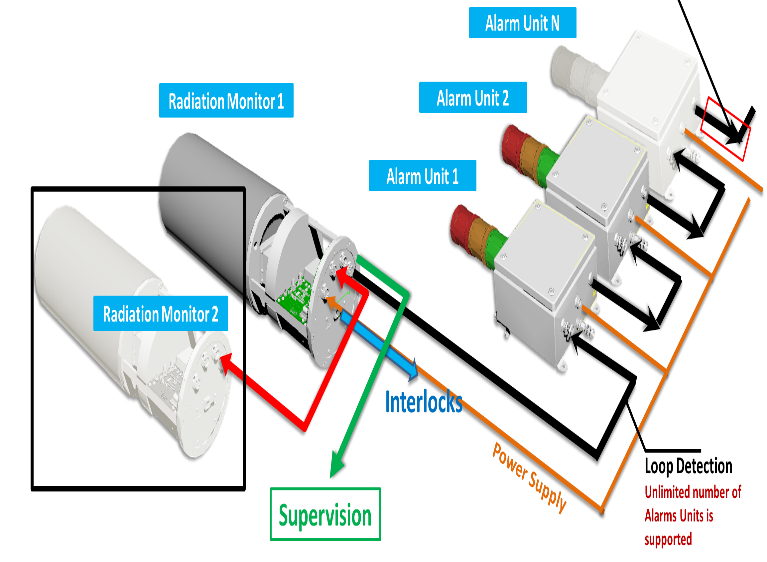 Alarm Unit N
Alarm Unit 2
Radiation Monitor 1
Alarm Unit 1
Radiation Monitor 2
Interlocks
Power Supply
Loop Detection
Unlimited number of
Alarms Units is
supported
Supervision